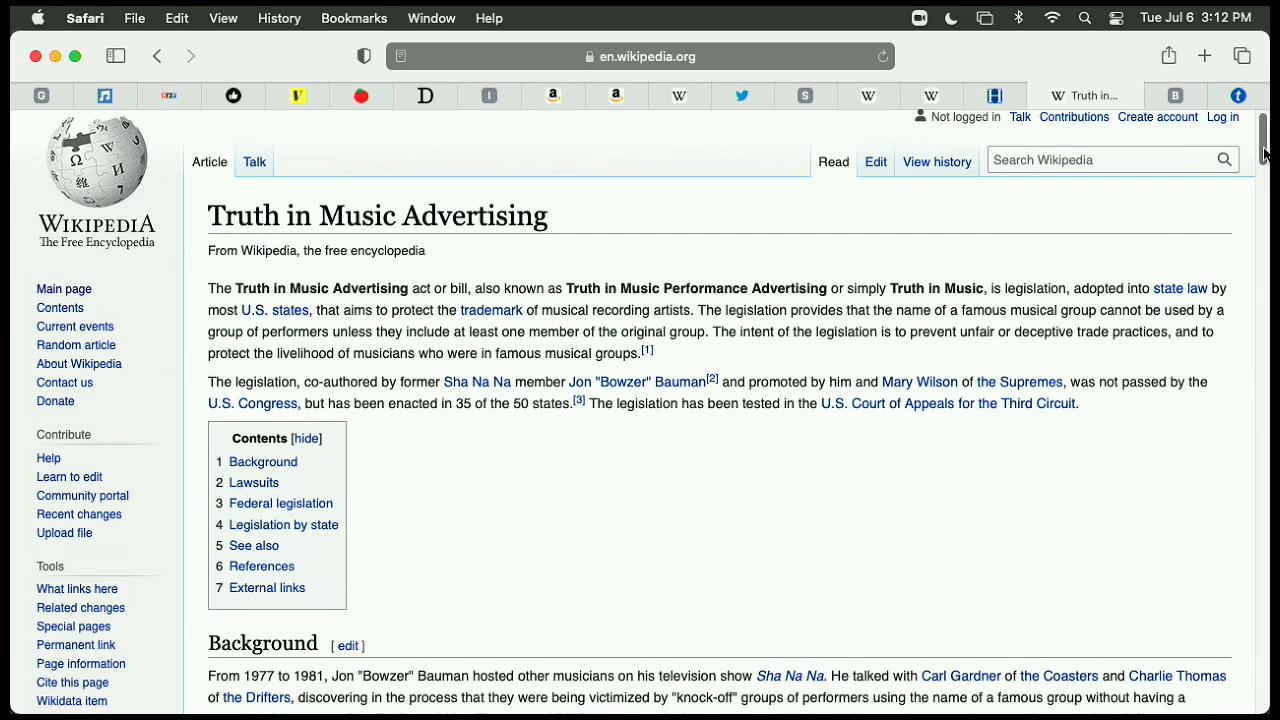 Safari File Edit View History Bookmarks Window Help Tue Jul 6 3:12 PM
en.wikipedia.org
G V D I a a W S W W H W Truth in... B t
Not logged in Talk Contributions Create account Log in
Article Talk Read Edit View history Search Wikipedia
WIKIPEDIA
The Free Encyclopedia
Main page
Contents
Current events
Random article
About Wikipedia
Contact us
Donate
Contribute
Help
Learn to edit
Community portal
Recent changes
Upload file
Tools
What links here
Related changes
Special pages
Permanent link
Page information
Cite this page
Wikidata item
Truth in Music Advertising
From Wikipedia, the free encyclopedia
The Truth in Music Advertising act or bill, also known as Truth in Music Performance Advertising or simply Truth in Music, is legislation, adopted into state law by
most U.S. states, that aims to protect the trademark of musical recording artists. The legislation provides that the name of a famous musical group cannot be used by a
group of performers unless they include at least one member of the original group. The intent of the legislation is to prevent unfair or deceptive trade practices, and to
protect the livelihood of musicians who were in famous musical groups.[1]
The legislation, co-authored by former Sha Na Na member Jon "Bowzer" Bauman[2] and promoted by him and Mary Wilson of the Supremes, was not passed by the
U.S. Congress, but has been enacted in 35 of the 50 states.[3] The legislation has been tested in the U.S. Court of Appeals for the Third Circuit.
Contents [hide]
1 Background
2 Lawsuits
3 Federal legislation
4 Legislation by state
5 See also
6 References
7 External links
Background [ edit ]
From 1977 to 1981, Jon "Bowzer" Bauman hosted other musicians on his television show Sha Na Na. He talked with Carl Gardner of the Coasters and Charlie Thomas
of the Drifters, discovering in the process that they were being victimized by "knock-off" groups of performers using the name of a famous group without having a